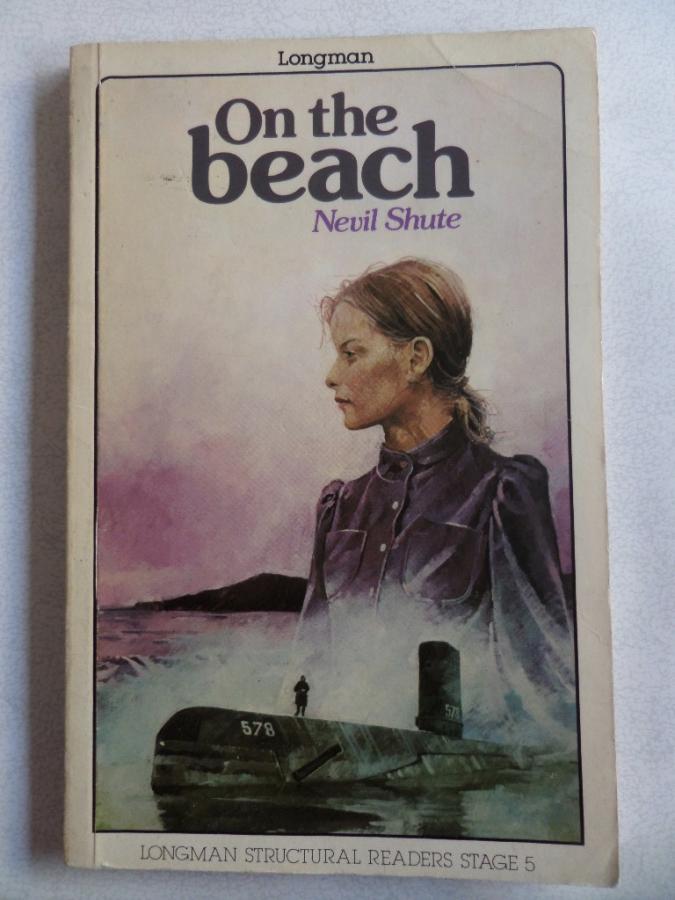 Longman
On the
beach
Nevil Shute
578
578
LONGMAN STRUCTURAL READERS STAGE 5